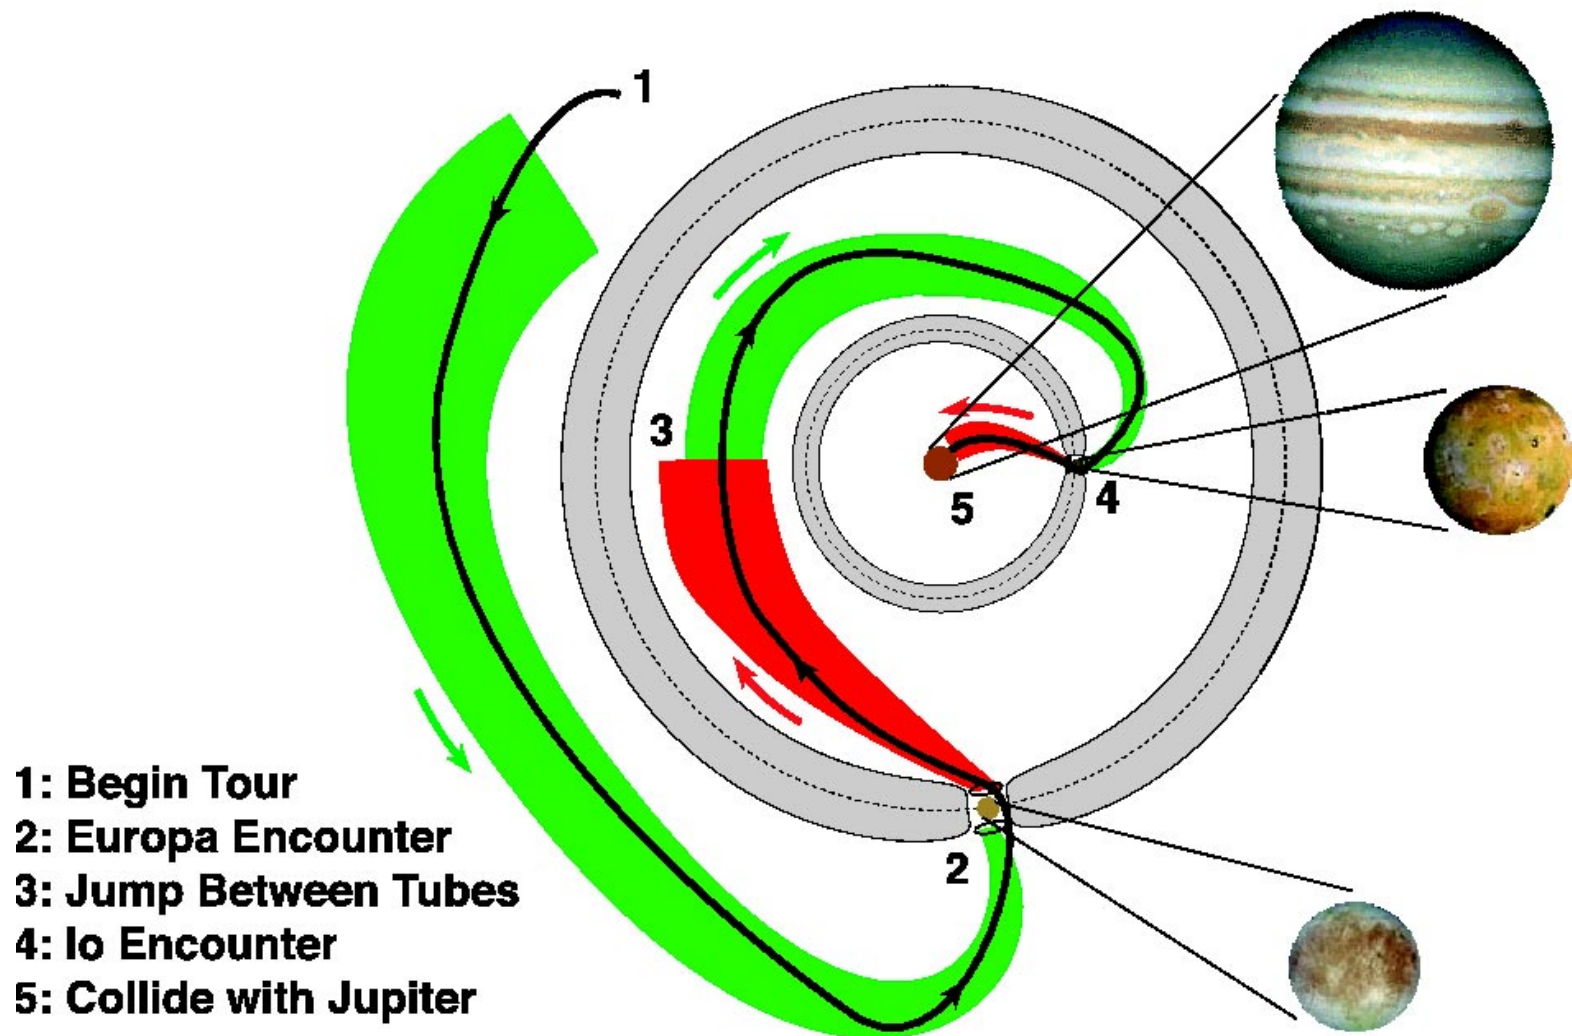 1
3
5
4
2
1: Begin Tour
2: Europa Encounter
3: Jump Between Tubes
4: Io Encounter
5: Collide with Jupiter